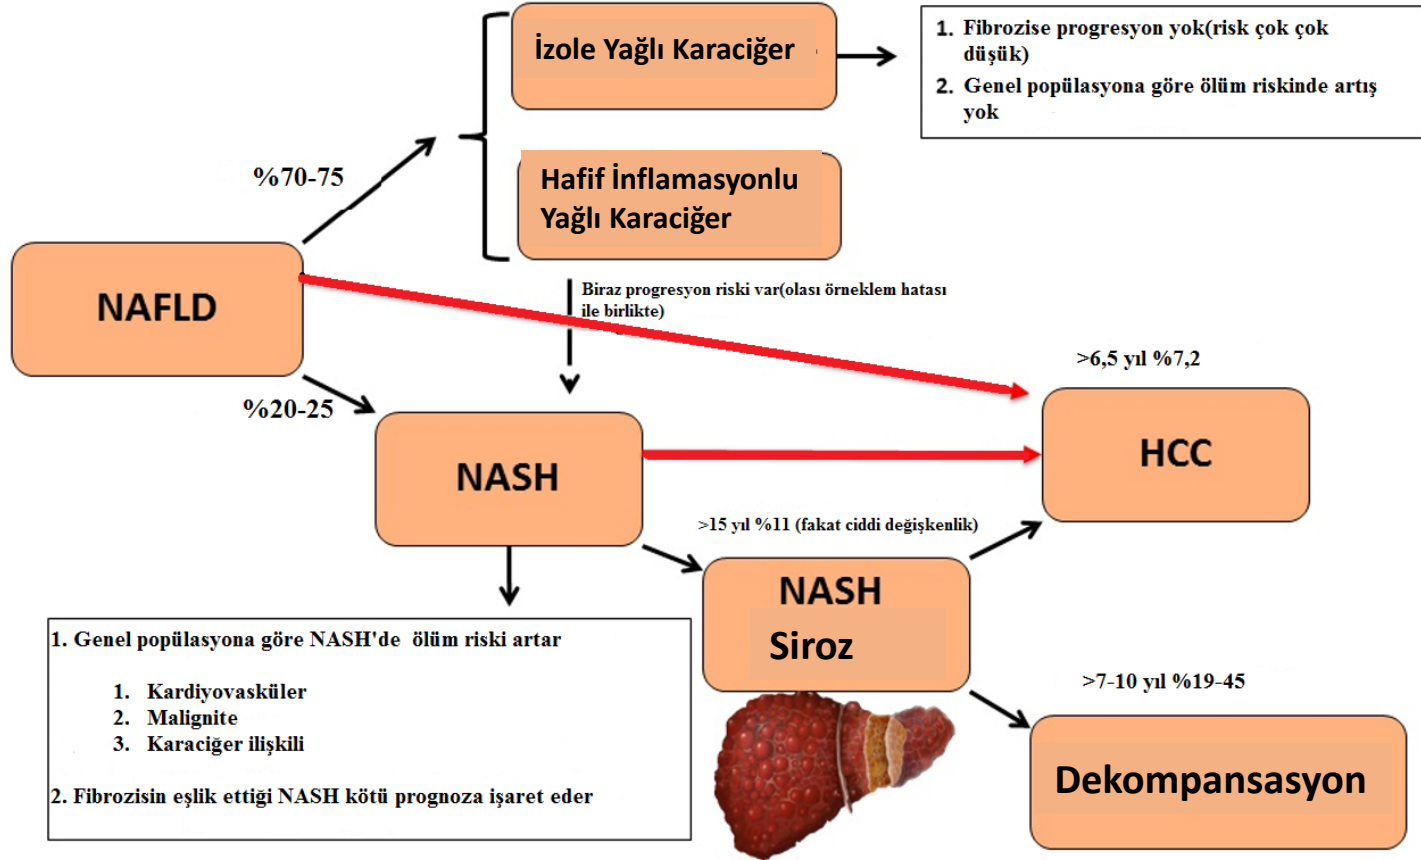 İzole Yağlı Karaciğer
1. Fibrozise progresyon yok(risk çok çok
düşük)
2. Genel popülasyona göre ölüm riskinde artış
yok
%70-75
Hafif İnflamasyonlu
Yağlı Karaciğer
NAFLD
Biraz progresyon riski var(olası örneklem hatası
ile birlikte)
%20-25
>6,5 yıl %7,2
HCC
NASH
>15 yıl %11 (fakat ciddi değişkenlik)
NASH
Siroz
1. Genel popülasyona göre NASH'de ölüm riski artar
1. Kardiyovasküler
2. Malignite
3. Karaciğer ilişkili
2. Fibrozisin eşlik ettiği NASH kötü prognoza işaret eder
>7-10 yıl %19-45
Dekompansasyon